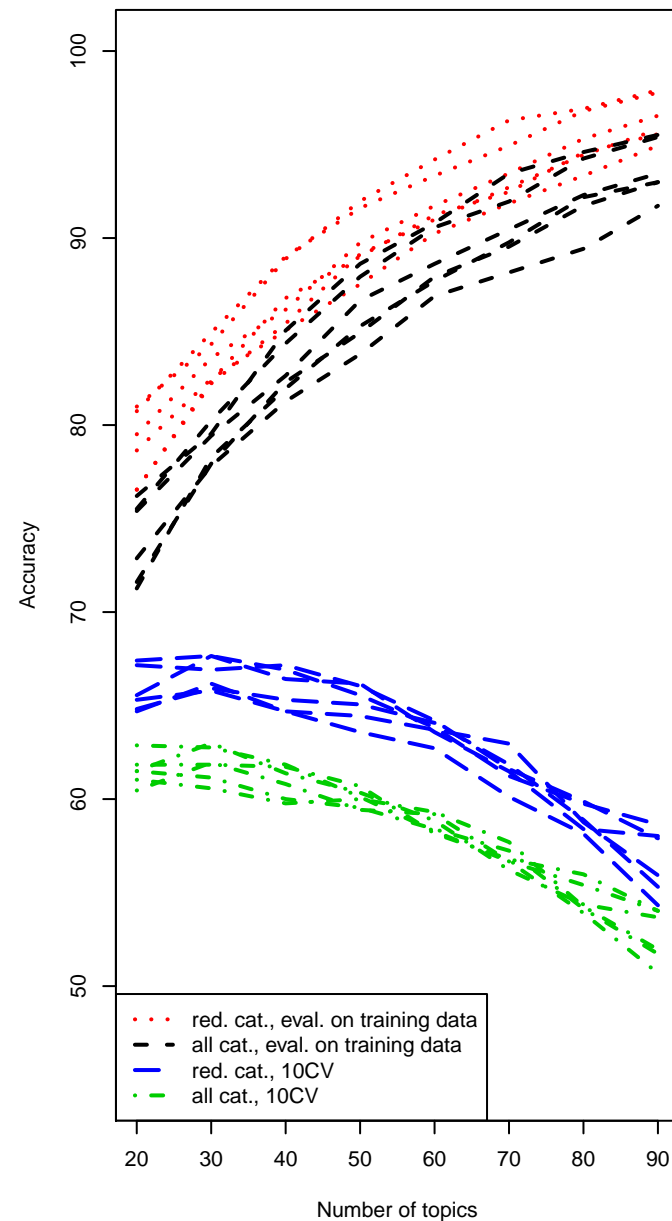 100
90
80
70
60
50
Accuracy
red. cat., eval. on training data
all cat., eval. on training data
red. cat., 10CV
all cat., 10CV
20 30 40 50 60 70 80 90
Number of topics